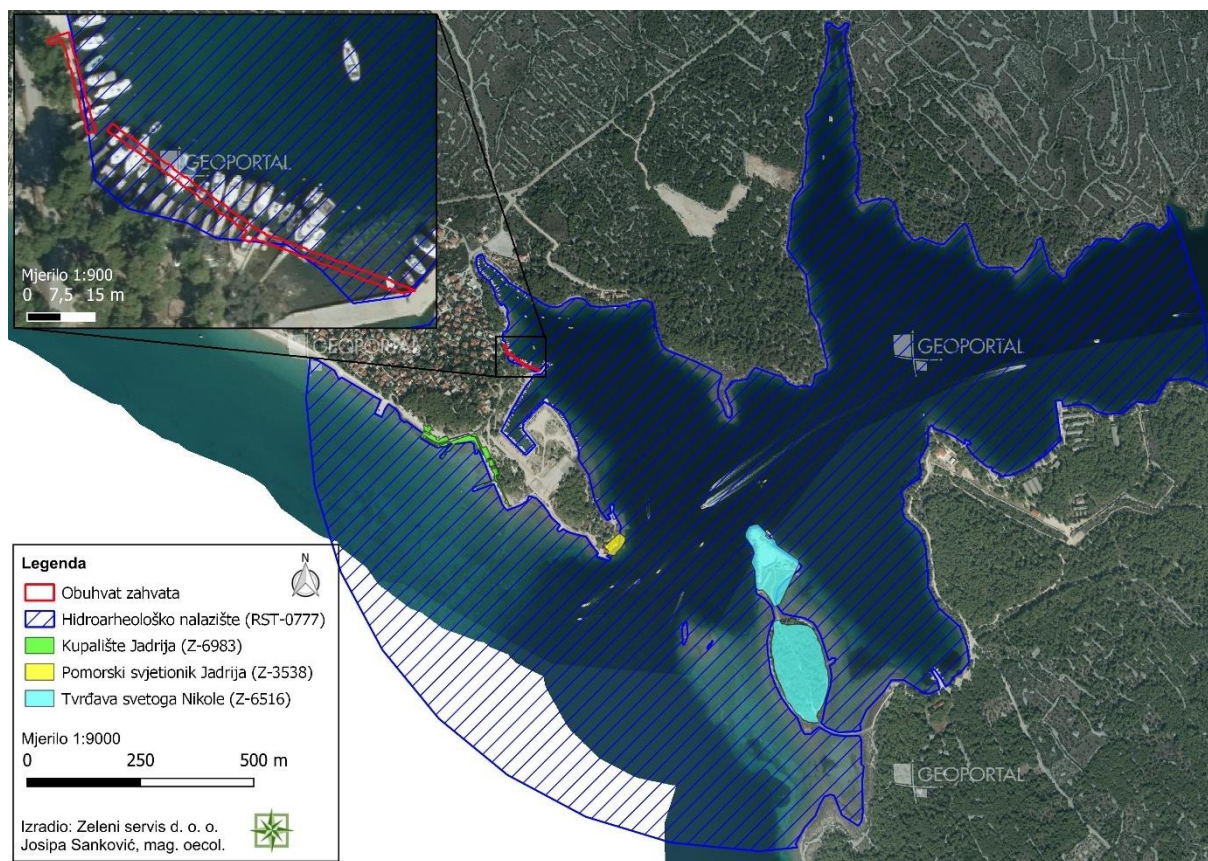 GEOPORTAL
Mjerilo 1:900
0 7,5 15 m
GEOPORTAL
GEOPORTAL
GEOPORTAL
GEOPORTAL
Legenda
N
Obuhvat zahvata
Hidroarheološko nalazište (RST-0777)
Kupalište Jadrija (Z-6983)
Pomorski svjetionik Jadrija (Z-3538)
Tvrđava svetoga Nikole (Z-6516)
Mjerilo 1:9000
0 250 500 m
Izradio: Zeleni servis d. o. o.
Josipa Sanković, mag. oecol.